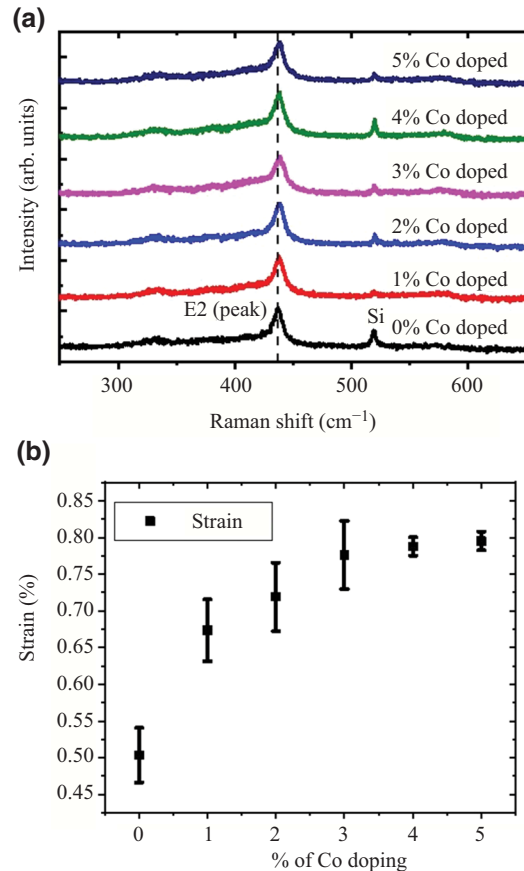 (a)
Intensity (arb. units)
5% Co doped
4% Co doped
3% Co doped
2% Co doped
1% Co doped
E2 (peak)
Si
0% Co doped
300 400 500 600
Raman shift (cm⁻¹)
(b)
Strain (%)
0.85
0.80
0.75
0.70
0.65
0.60
0.55
0.50
0.45
Strain
0 1 2 3 4 5
% of Co doping